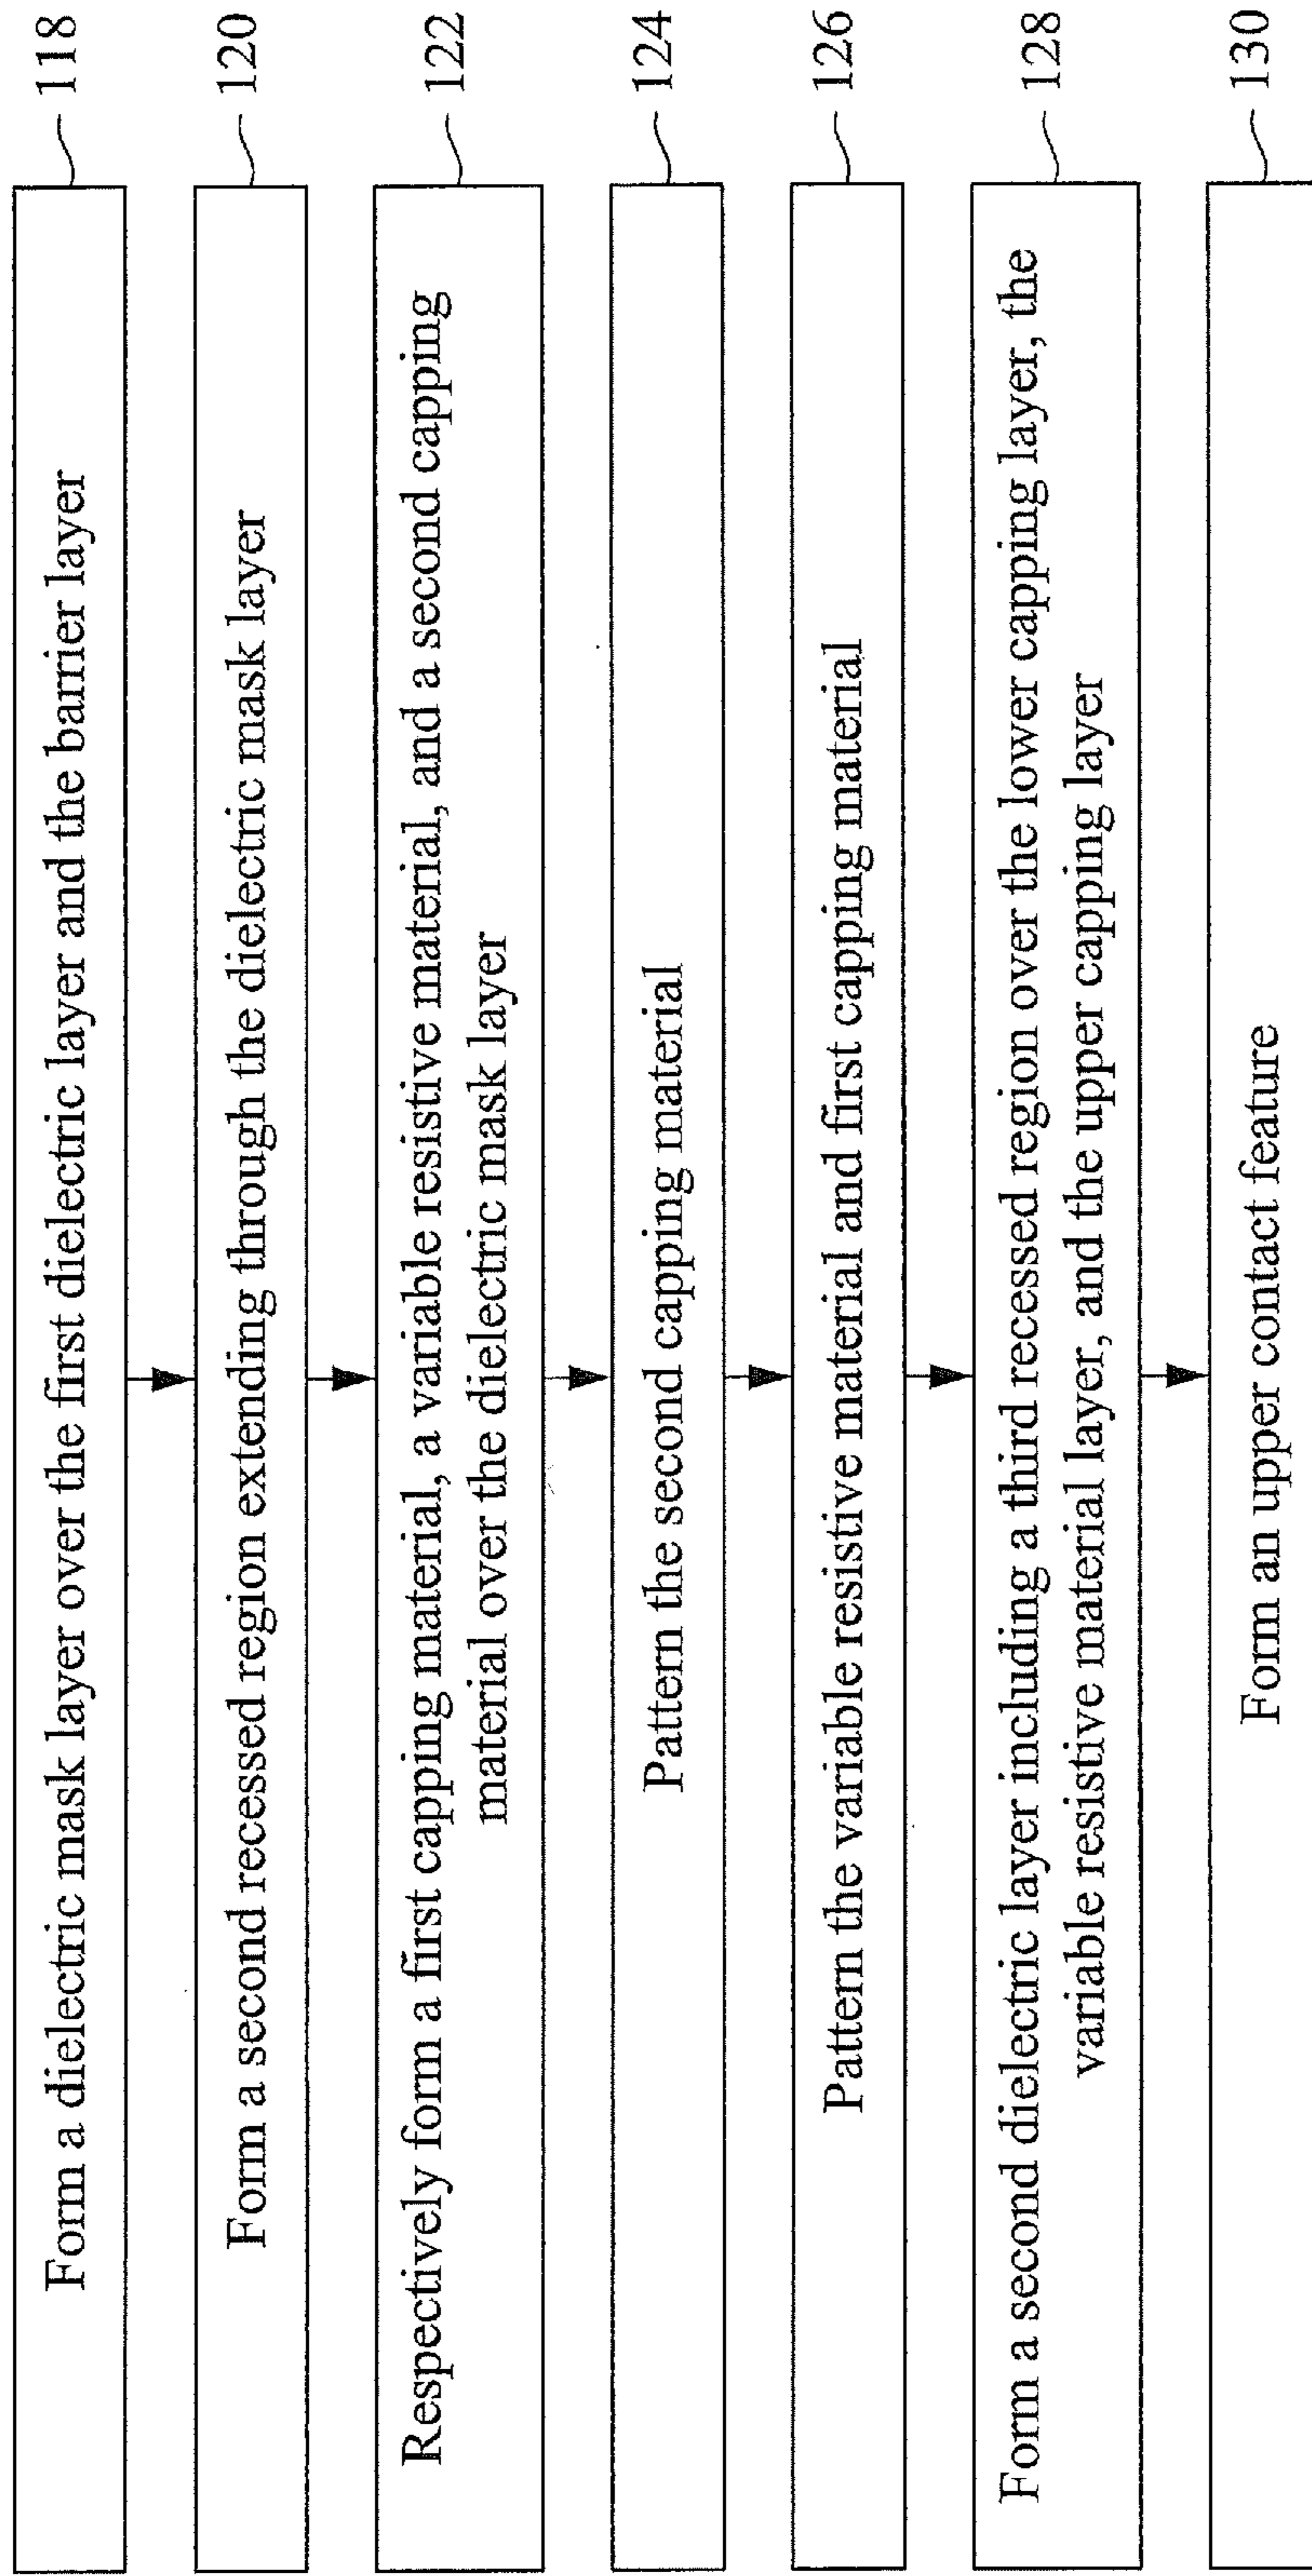 Form a dielectric mask layer over the first dielectric layer and the barrier layer
118
Form a second recessed region extending through the dielectric mask layer
120
Respectively form a first capping material, a variable resistive material, and a second capping
material over the dielectric mask layer
122
Pattern the second capping material
124
Pattern the variable resistive material and first capping material
126
Form a second dielectric layer including a third recessed region over the lower capping layer, the
variable resistive material layer, and the upper capping layer
128
Form an upper contact feature
130